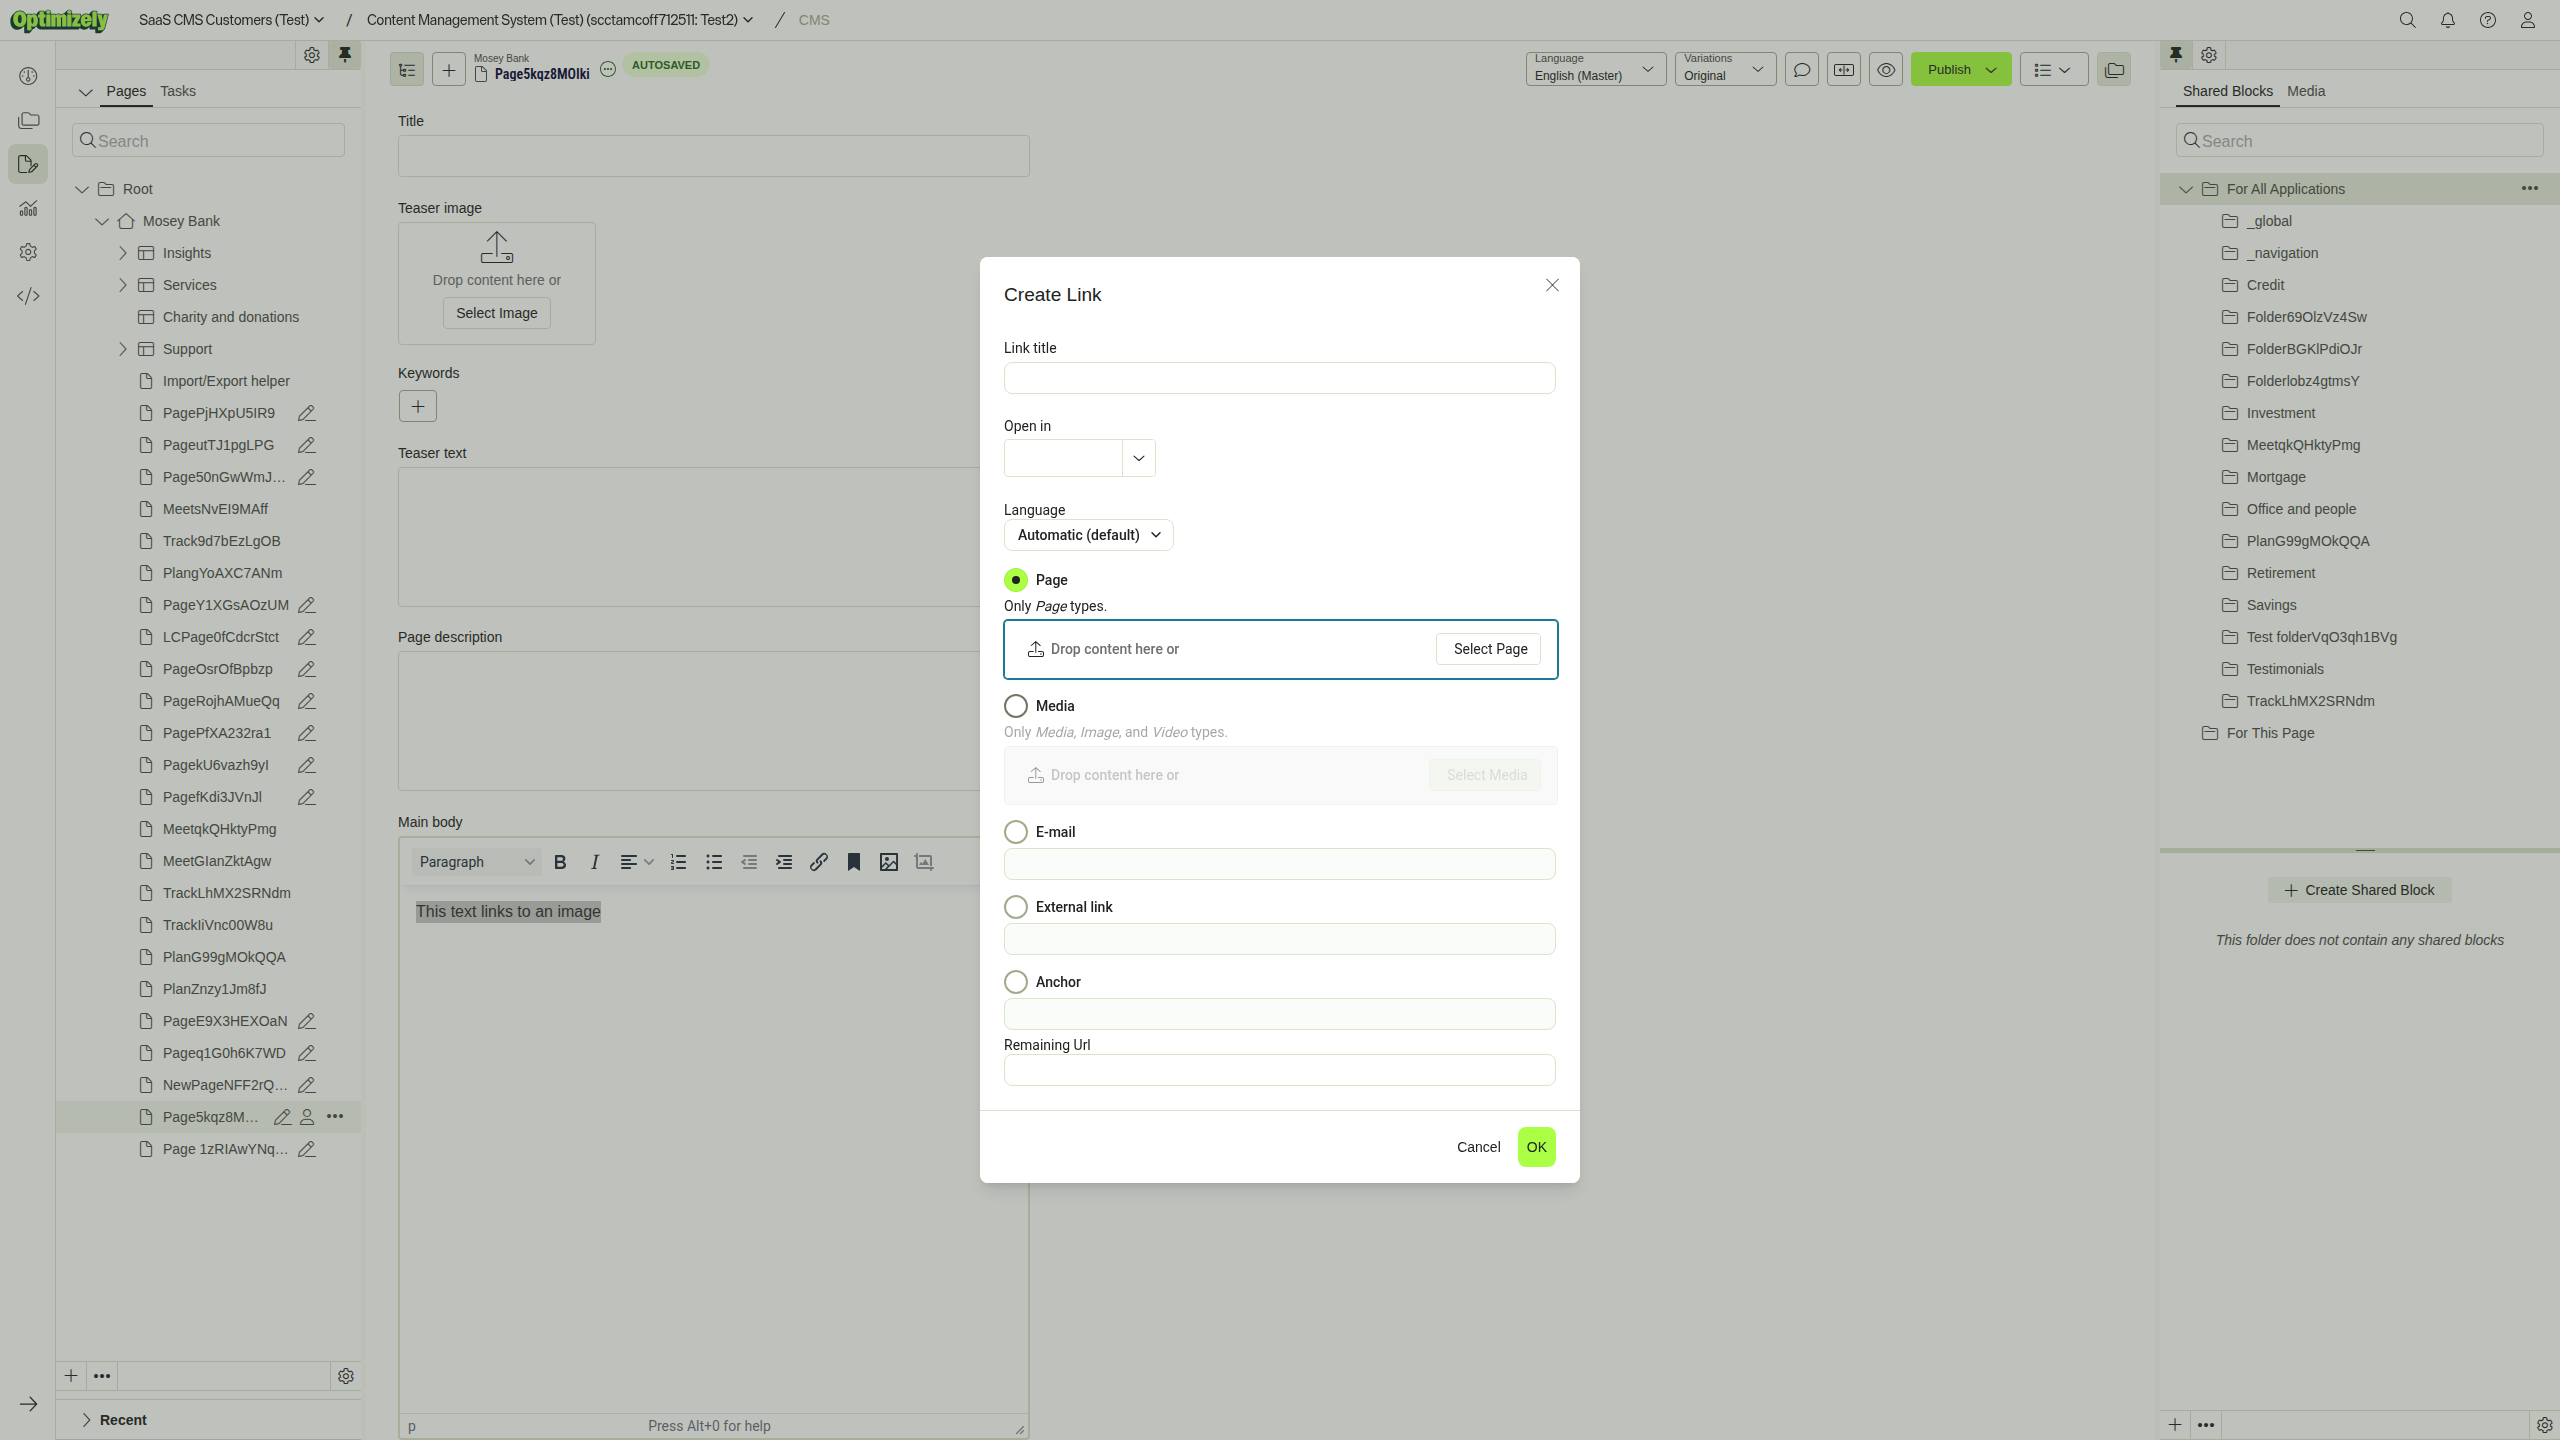 Optimizely
SaaS CMS Customers (Test)
/
Content Management System (Test) (scctamcoff712511: Test2)
/
CMS
Pages
Tasks
Search
Root
Mosey Bank
Insights
Services
Charity and donations
Support
Import/Export helper
PagePjHXpU5IR9
PageutTJ1pgLPG
Page50nGwWmJ...
MeetsNvEI9MAff
Track9d7bEzLgOB
PlangYoAXC7ANm
PageY1XGsAOzUM
LCPage0fCdcrStct
PageOsrOfBpbzp
PageRojhAMueQq
PagePfXA232ra1
PagekU6vazh9yI
PagefKdi3JVnJl
MeetqkQHktyPmg
MeetGIanZktAgw
TrackLhMX2SRNdm
TrackIiVnc00W8u
PlanG99gMOkQQA
PlanZnzy1Jm8fJ
PageE9X3HEXOaN
Pageq1G0h6K7WD
NewPageNFF2rQ...
Page5kqz8M...
Page 1zRIAwYNq...
Recent
Mosey Bank
Page5kqz8MOIki
AUTOSAVED
Language
English (Master)
Variations
Original
Publish
Title
Teaser image
Drop content here or
Select Image
Keywords
Teaser text
Page description
Main body
Paragraph
This text links to an image
p
Press Alt+0 for help
Create Link
Link title
Open in
Language
Automatic (default)
Page
Only Page types.
Drop content here or
Select Page
Media
Only Media, Image, and Video types.
Drop content here or
Select Media
E-mail
External link
Anchor
Remaining Url
Cancel
OK
Shared Blocks
Media
Search
For All Applications
_global
_navigation
Credit
Folder69OlzVz4Sw
FolderBGKlPdiOJr
Folderlobz4gtmsY
Investment
MeetqkQHktyPmg
Mortgage
Office and people
PlanG99gMOkQQA
Retirement
Savings
Test folderVqO3qh1BVg
Testimonials
TrackLhMX2SRNdm
For This Page
Create Shared Block
This folder does not contain any shared blocks